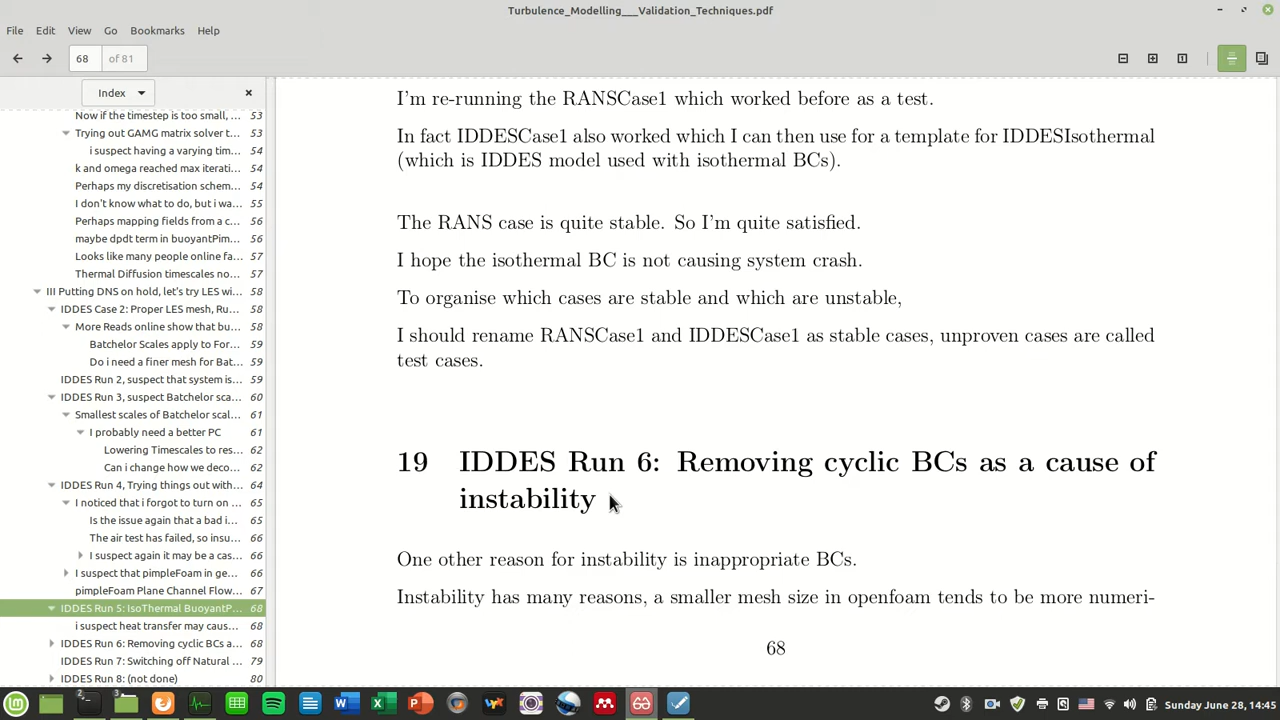 Turbulence_Modelling___Validation_Techniques.pdf
File Edit View Go Bookmarks Help
68 of 81
Index
Now if the timestep is too small, ... 53
Trying out GAMG matrix solver t... 53
i suspect having a varying tim... 54
k and omega reached max iterati... 54
Perhaps my discretisation schem... 54
I don't know what to do, but i wa... 55
Perhaps mapping fields from a c... 56
maybe dpdt term in buoyantPim... 56
Looks like many people online fa... 57
Thermal Diffusion timescales no... 57
III Putting DNS on hold, let's try LES wi... 58
IDDES Case 2: Proper LES mesh, Ru... 58
More Reads online show that bu... 58
Batchelor Scales apply to For... 59
Do i need a finer mesh for Bat... 59
IDDES Run 2, suspect that system is... 59
IDDES Run 3, suspect Batchelor sca... 60
Smallest scales of Batchelor scal... 61
I probably need a better PC 61
Lowering Timescales to res... 62
Can i change how we deco... 62
IDDES Run 4, Trying things out with... 64
I noticed that i forgot to turn on ... 65
Is the issue again that a bad i... 65
The air test has failed, so insu... 66
I suspect again it may be a cas... 66
I suspect that pimpleFoam in ge... 66
pimpleFoam Plane Channel Flow... 67
IDDES Run 5: IsoThermal BuoyantP... 68
i suspect heat transfer may caus... 68
IDDES Run 6: Removing cyclic BCs a... 68
IDDES Run 7: Switching off Natural ... 79
IDDES Run 8: (not done) 80
I'm re-running the RANSCase1 which worked before as a test.
In fact IDDESCase1 also worked which I can then use for a template for IDDESIsothermal
(which is IDDES model used with isothermal BCs).
The RANS case is quite stable. So I'm quite satisfied.
I hope the isothermal BC is not causing system crash.
To organise which cases are stable and which are unstable,
I should rename RANSCase1 and IDDESCase1 as stable cases, unproven cases are called
test cases.
19 IDDES Run 6: Removing cyclic BCs as a cause of
instability
One other reason for instability is inappropriate BCs.
Instability has many reasons, a smaller mesh size in openfoam tends to be more numeri-
68
2 3 Sunday June 28, 14:45